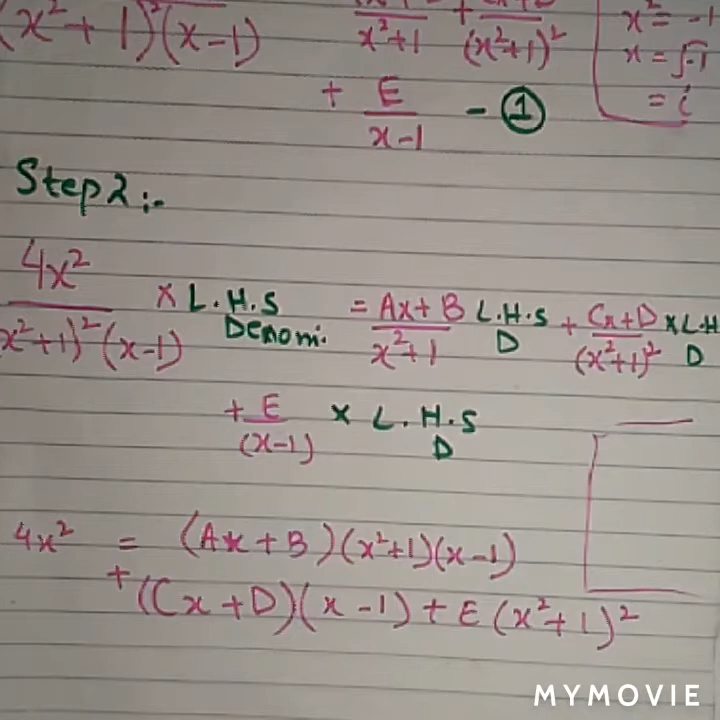 (x²+1)²(x-1) x²+1 + (x²+1)² x² = -1
x = √-1
+ E/(x-1) - ① = i
Step 2:-
4x²/((x²+1)²(x-1)) × L.H.S Denomi. = (Ax+B)/(x²+1) L.H.S D + (Cx+D)/(x²+1)² × L.H D
+ E/(x-1) × L.H.S D
4x² = (Ax+B)(x²+1)(x-1)
+(Cx+D)(x-1)+E(x²+1)²
MYMOVIE